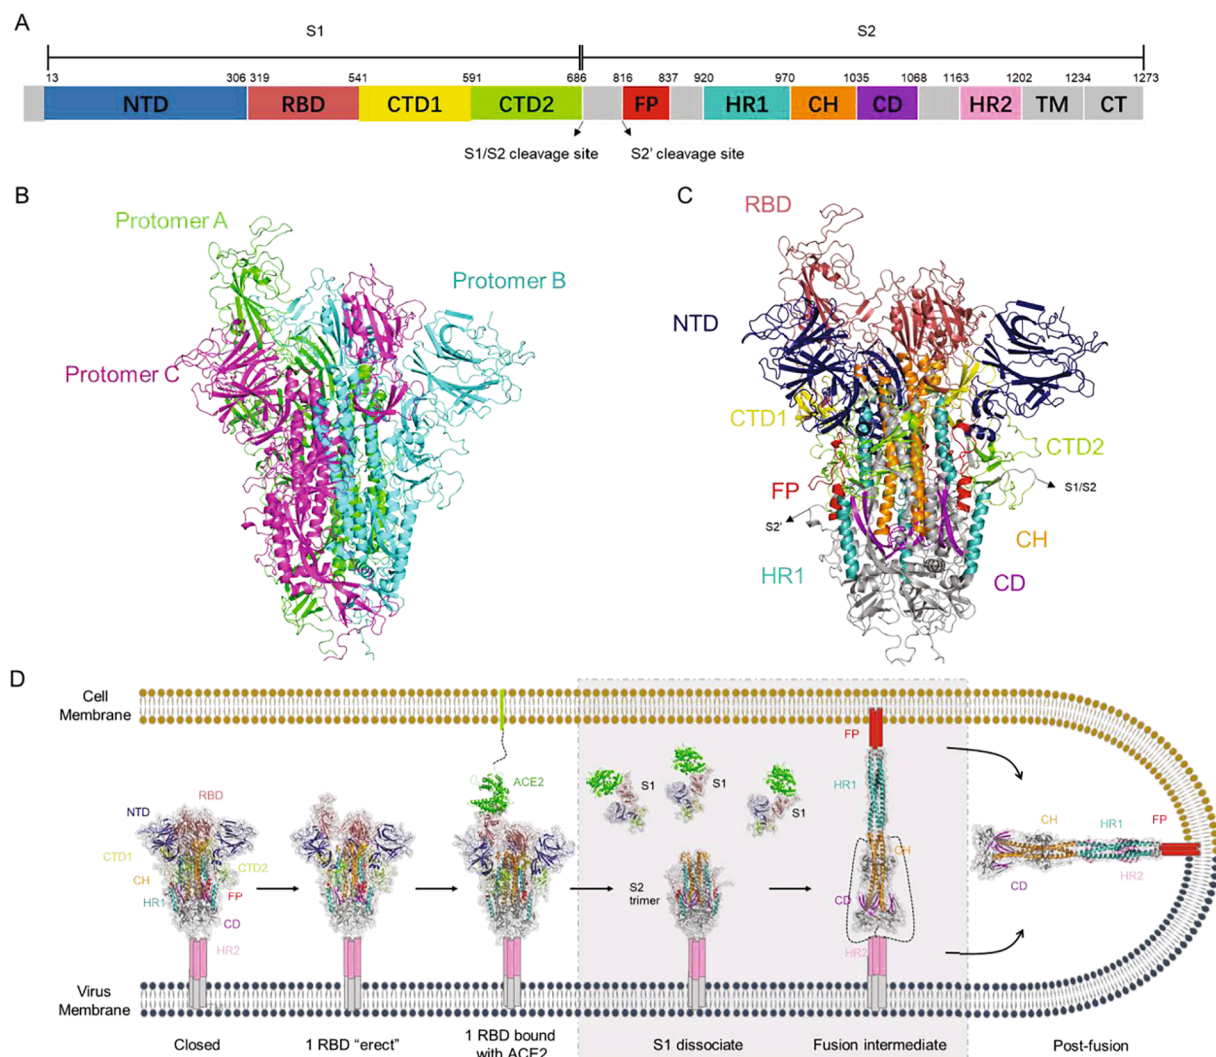 A
S1 S2
13 306 319 541 591 686 816 837 920 970 1035 1068 1163 1202 1234 1273
NTD RBD CTD1 CTD2 FP HR1 CH CD HR2 TM CT
S1/S2 cleavage site S2' cleavage site
B
Protomer A
Protomer B
Protomer C
C
RBD
NTD
CTD1
CTD2
FP
S1/S2
S2'
CH
HR1
CD
D
Cell
Membrane
FP
ACE2
S1
S1
S1
HR1
RBD
NTD
CTD1
CTD2
CH
HR1
FP
CD
HR2
S2
trimer
CH
CD
HR2
CH
HR1
FP
CD
HR2
Virus
Membrane
Closed
1 RBD "erect"
1 RBD bound
with ACE2
S1 dissociate
Fusion intermediate
Post-fusion